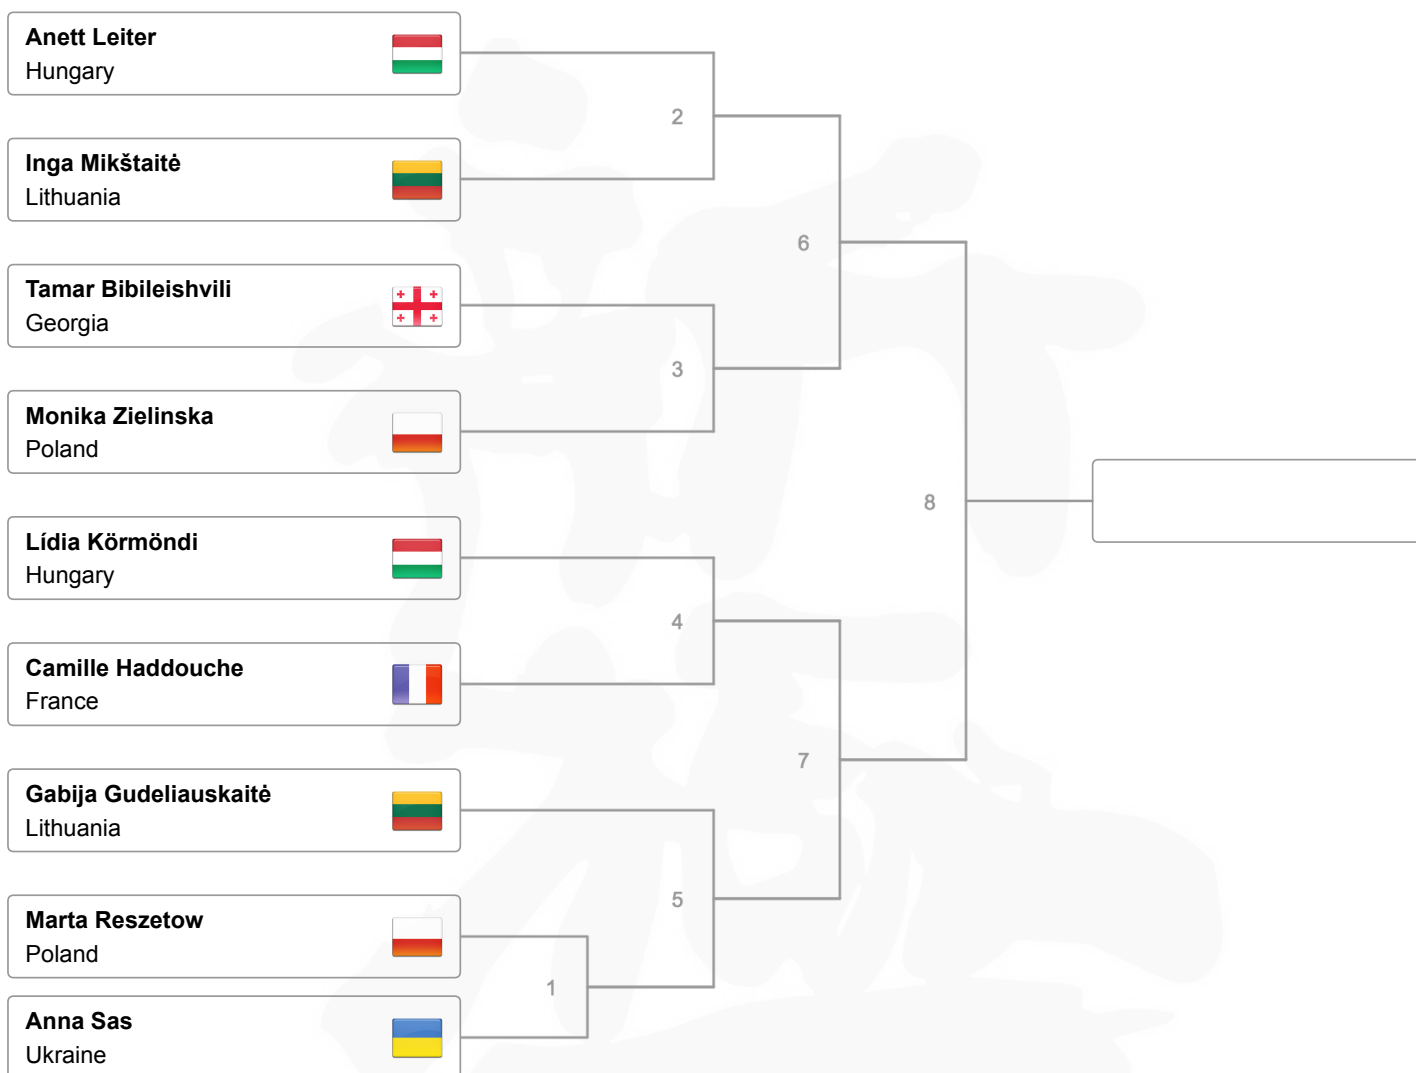 Anett Leiter
Hungary
2
Inga Mikštaitė
Lithuania
6
Tamar Bibileishvili
Georgia
3
Monika Zielinska
Poland
8
Lídia Körmöndi
Hungary
4
Camille Haddouche
France
7
Gabija Gudeliauskaitė
Lithuania
5
Marta Reszetow
Poland
1
Anna Sas
Ukraine